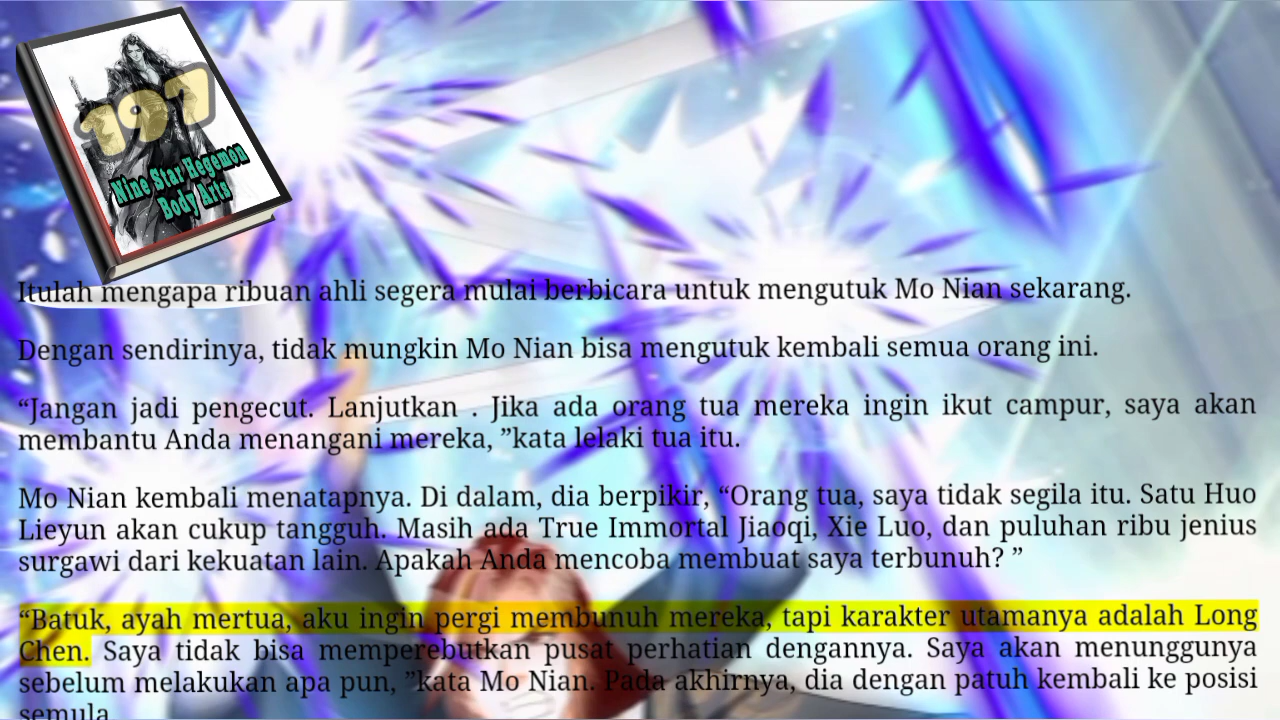 197
Nine Star Hegemon
Body Arts
Itulah mengapa ribuan ahli segera mulai berbicara untuk mengutuk Mo Nian sekarang.
Dengan sendirinya, tidak mungkin Mo Nian bisa mengutuk kembali semua orang ini.
“Jangan jadi pengecut. Lanjutkan . Jika ada orang tua mereka ingin ikut campur, saya akan
membantu Anda menangani mereka, ”kata lelaki tua itu.
Mo Nian kembali menatapnya. Di dalam, dia berpikir, “Orang tua, saya tidak segila itu. Satu Huo
Lieyun akan cukup tangguh. Masih ada True Immortal Jiaoqi, Xie Luo, dan puluhan ribu jenius
surgawi dari kekuatan lain. Apakah Anda mencoba membuat saya terbunuh? ”
“Batuk, ayah mertua, aku ingin pergi membunuh mereka, tapi karakter utamanya adalah Long
Chen. Saya tidak bisa memperebutkan pusat perhatian dengannya. Saya akan menunggunya
sebelum melakukan apa pun, ”kata Mo Nian. Pada akhirnya, dia dengan patuh kembali ke posisi
semula.